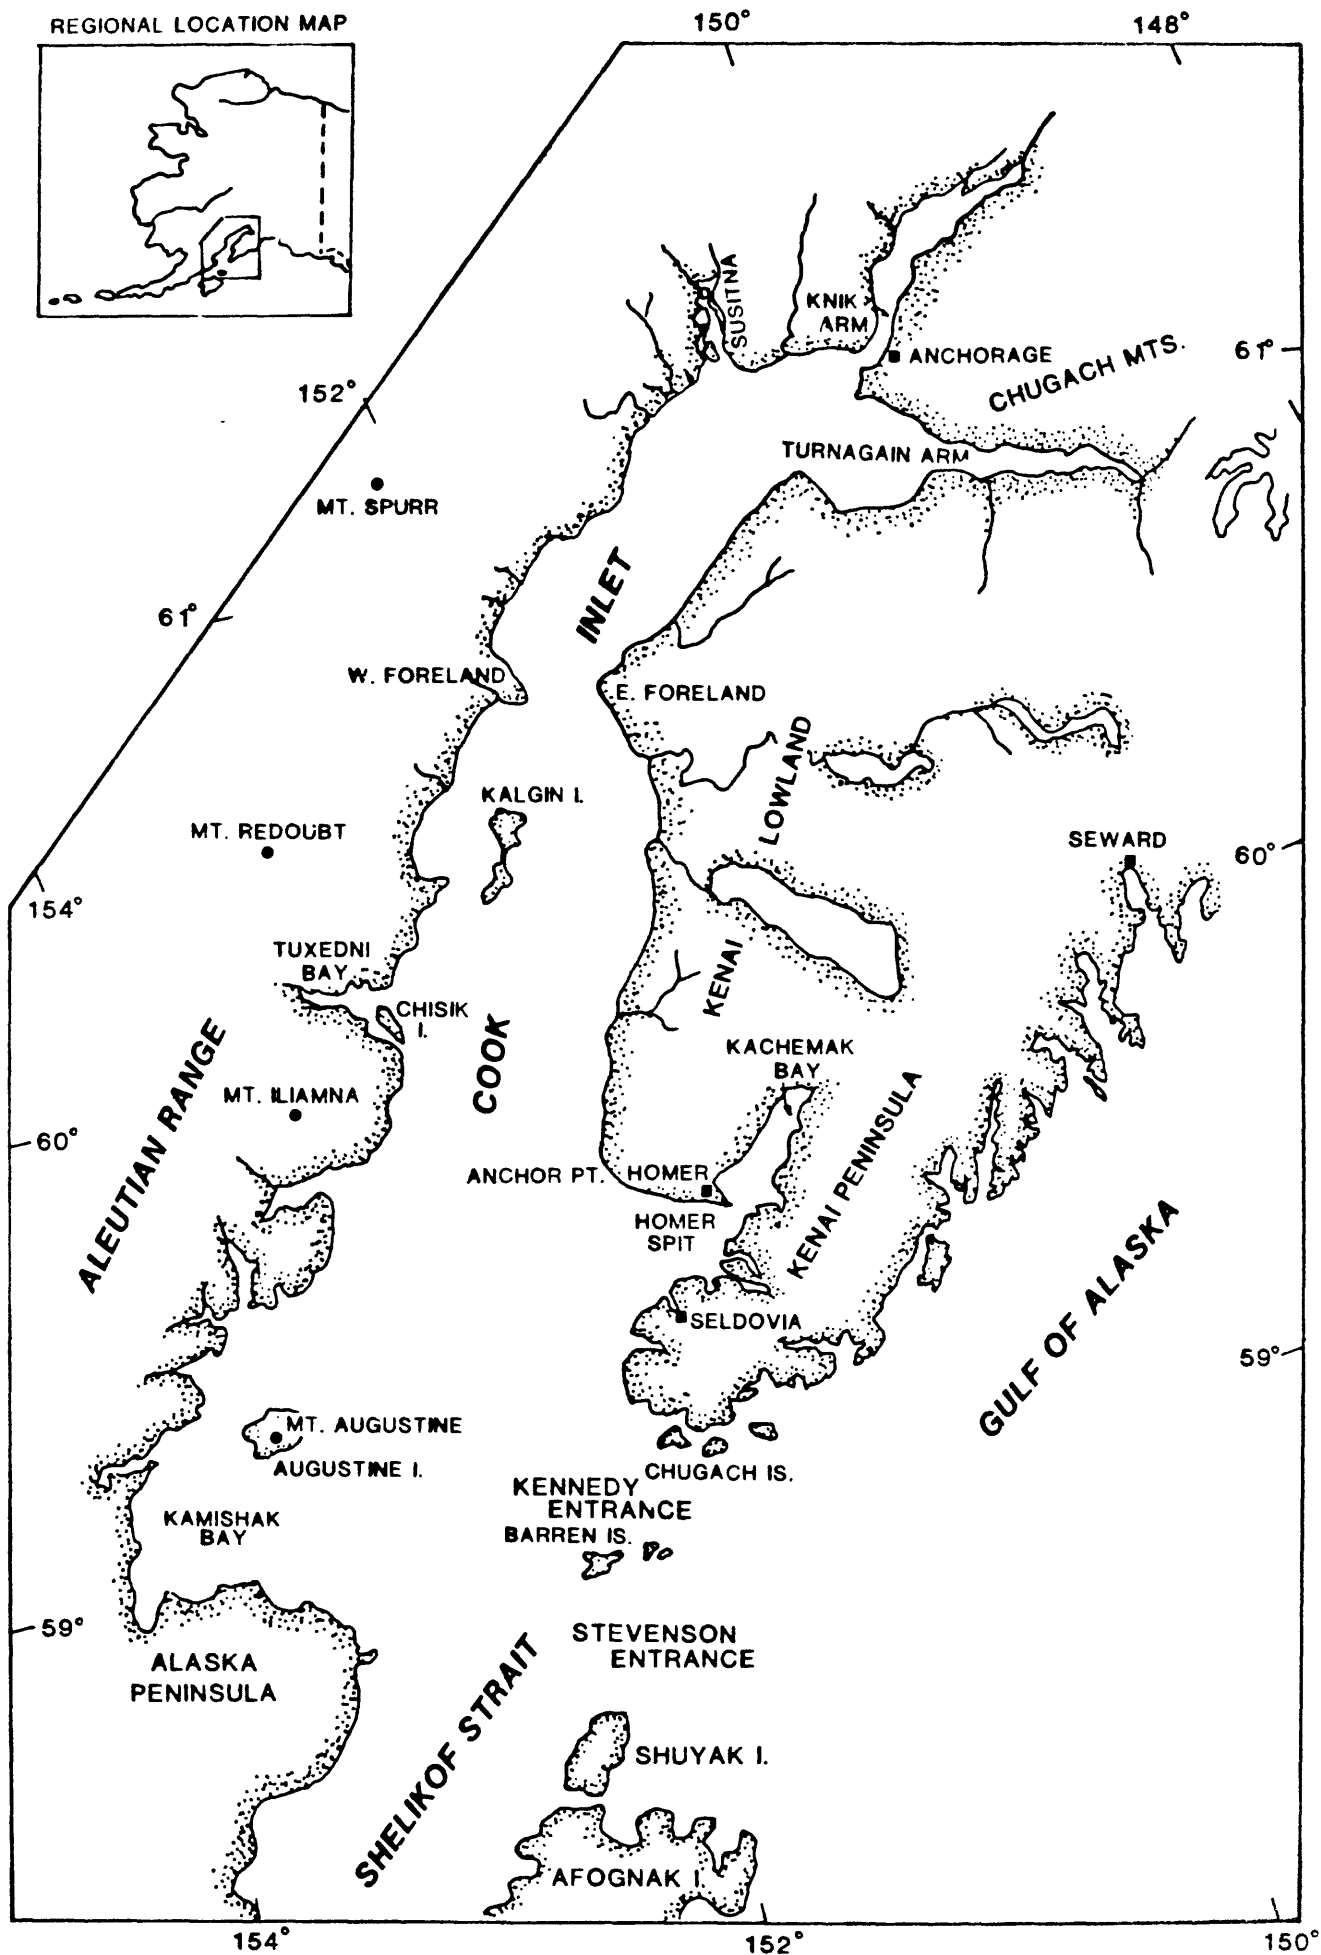 REGIONAL LOCATION MAP
150°
148°
SUSITNA
KNIK
ARM
ANCHORAGE
61°
CHUGACH MTS.
152°
TURNAGAIN ARM
MT. SPURR
INLET
61°
W. FORELAND
E. FORELAND
LOWLAND
KALGIN I.
MT. REDOUBT
SEWARD
60°
154°
TUXEDNI
BAY
KENAI
CHISIK
I.
COOK
KACHEMAK
BAY
ALEUTIAN RANGE
MT. ILIAMNA
KENAI PENINSULA
60°
ANCHOR PT.
HOMER
HOMER
SPIT
GULF OF ALASKA
SELDOVIA
59°
MT. AUGUSTINE
AUGUSTINE I.
CHUGACH IS.
KENNEDY
ENTRANCE
KAMISHAK
BAY
BARREN IS.
59°
STEVENSON
ENTRANCE
ALASKA
PENINSULA
SHELIKOF STRAIT
SHUYAK I.
AFOGNAK I.
154°
152°
150°